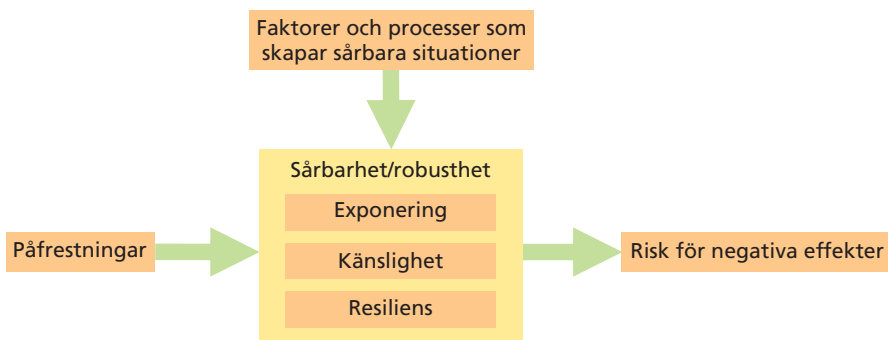 Faktorer och processer som
skapar sårbara situationer
Sårbarhet/robusthet
Exponering
Påfrestningar
Känslighet
Risk för negativa effekter
Resiliens